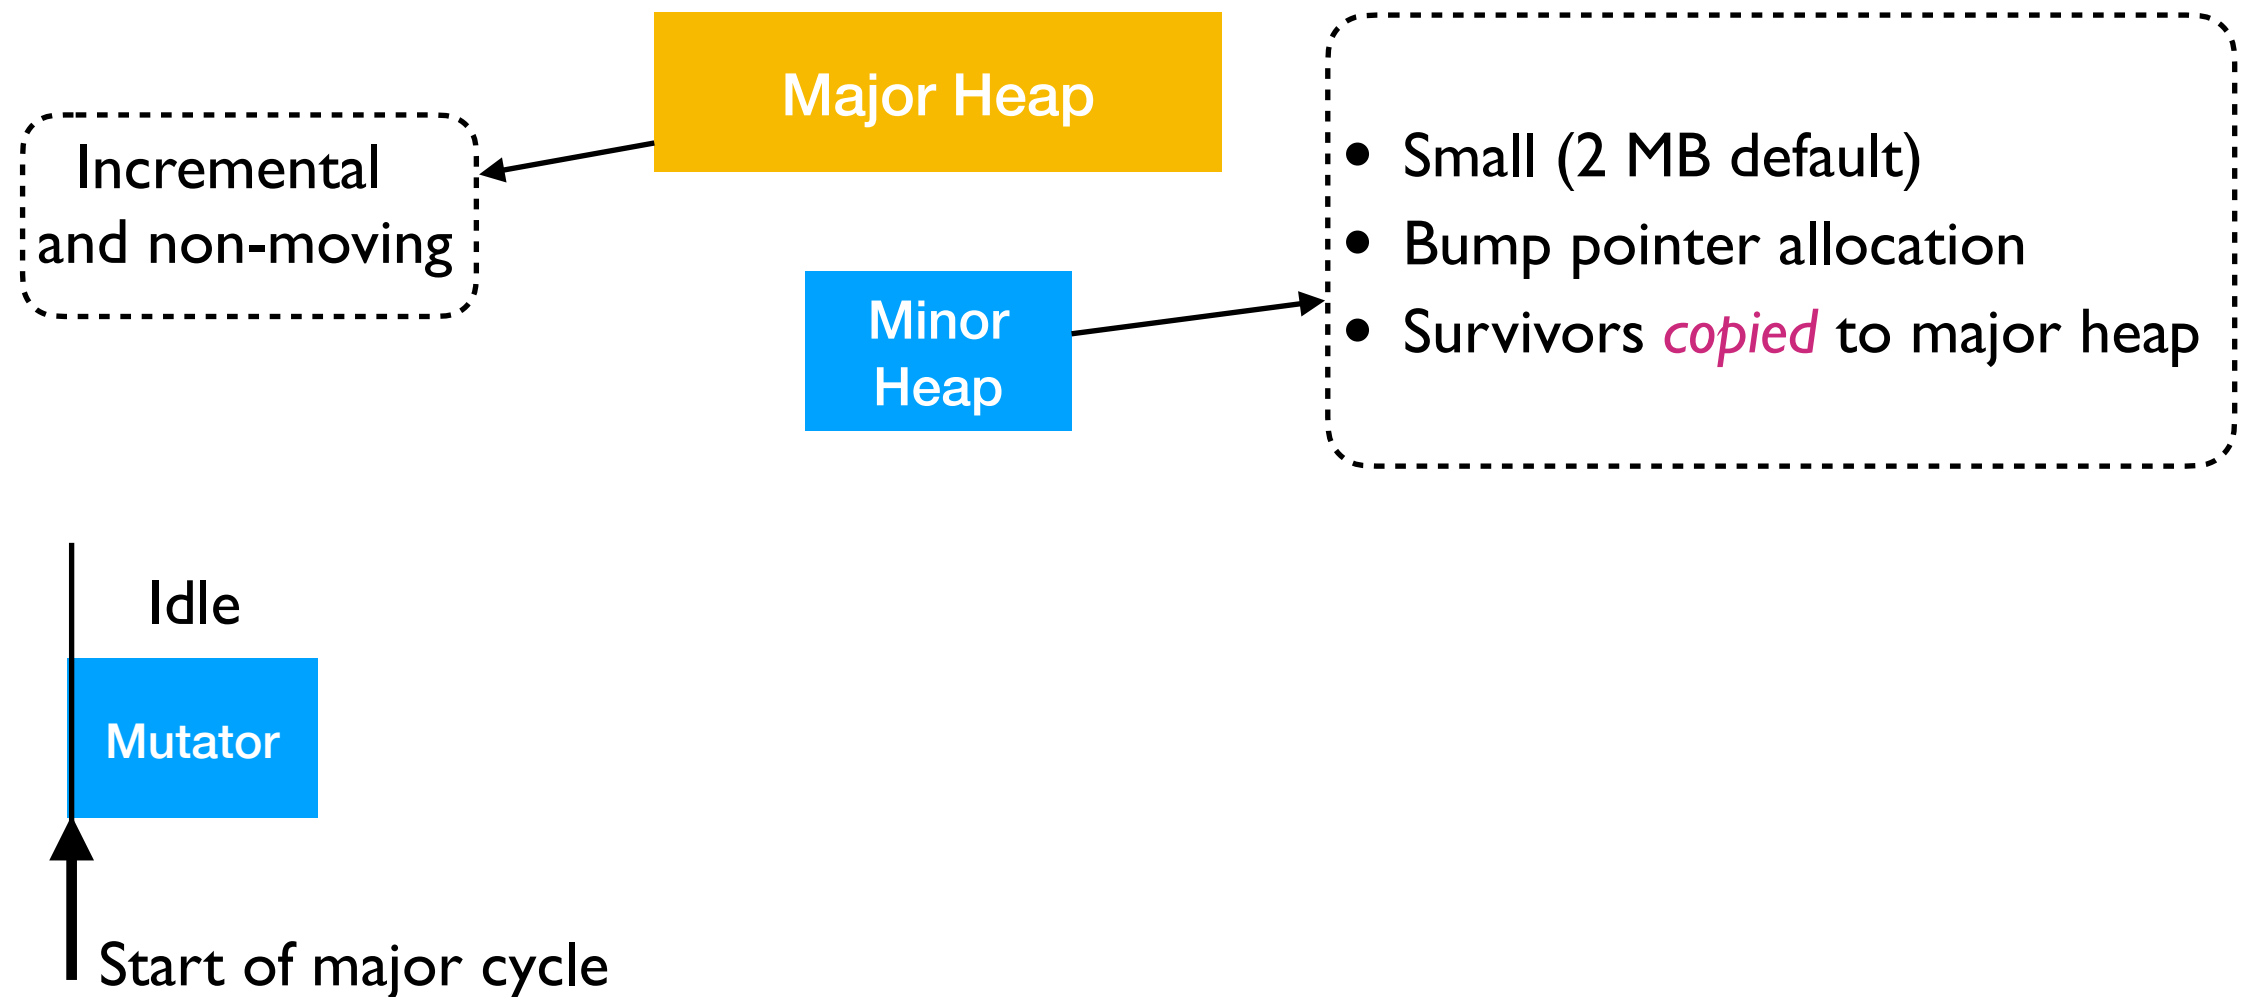 Major Heap
Incremental
and non-moving
• Small (2 MB default)
• Bump pointer allocation
• Survivors copied to major heap
Minor
Heap
Idle
Mutator
Start of major cycle